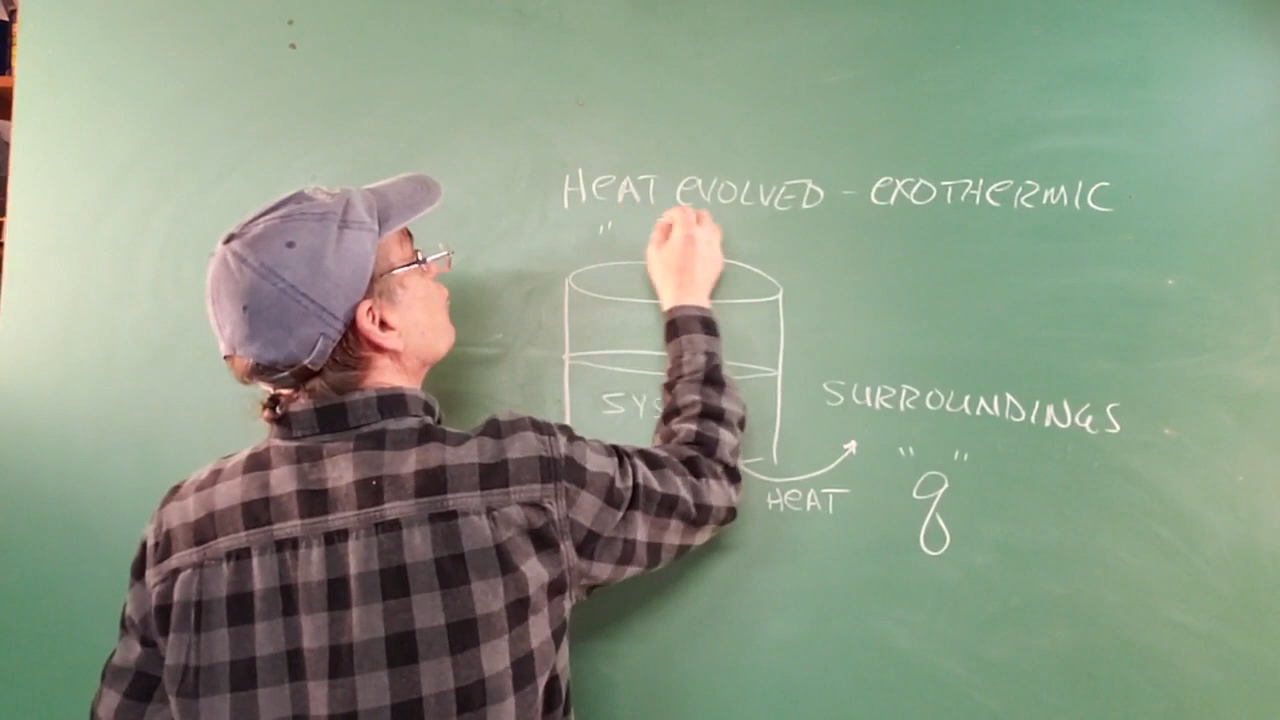 HEAT EVOLVED - EXOTHERMIC
"
SYS
SURROUNDINGS
" "
HEAT
q